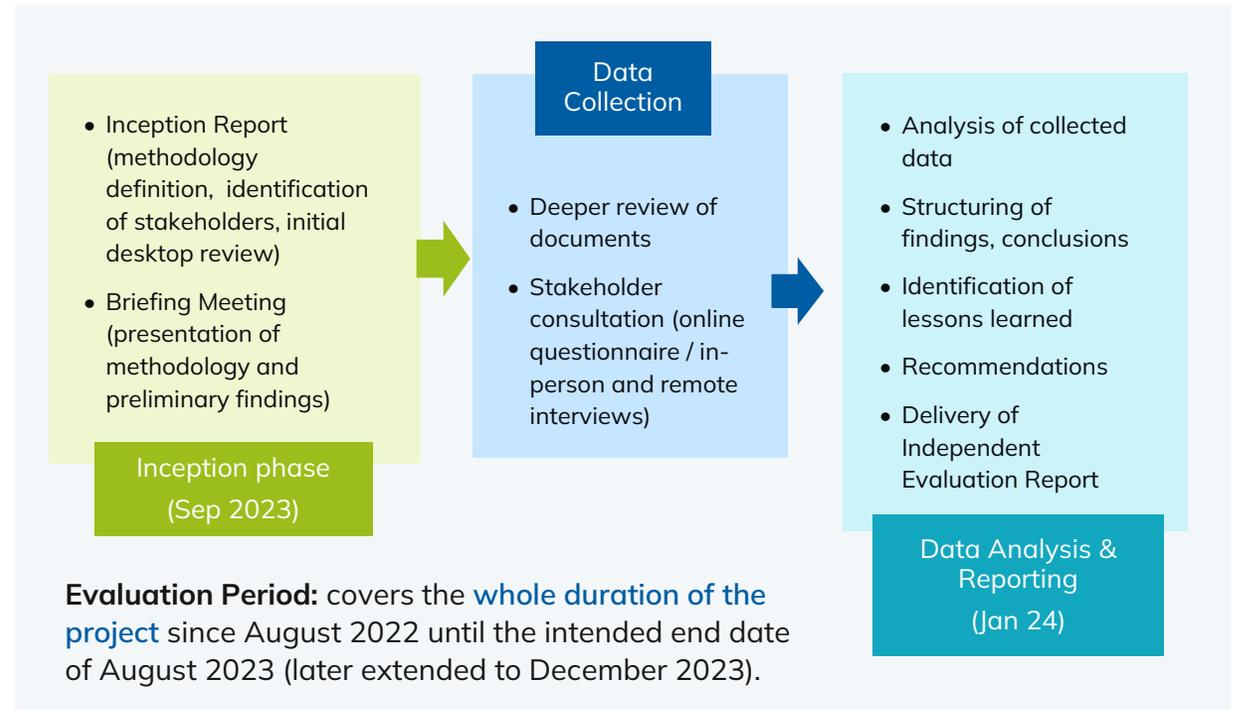 • Inception Report
(methodology
definition,  identification
of stakeholders, initial
desktop review)
• Briefing Meeting
(presentation of
methodology and
preliminary findings)
Inception phase
(Sep 2023)
Data
Collection
• Deeper review of
documents
• Stakeholder
consultation (online
questionnaire / in-
person and remote
interviews)
• Analysis of collected
data
• Structuring of
findings, conclusions
• Identification of
lessons learned
• Recommendations
• Delivery of
Independent
Evaluation Report
Data Analysis &
Reporting
(Jan 24)
Evaluation Period: covers the whole duration of the
project since August 2022 until the intended end date
of August 2023 (later extended to December 2023).